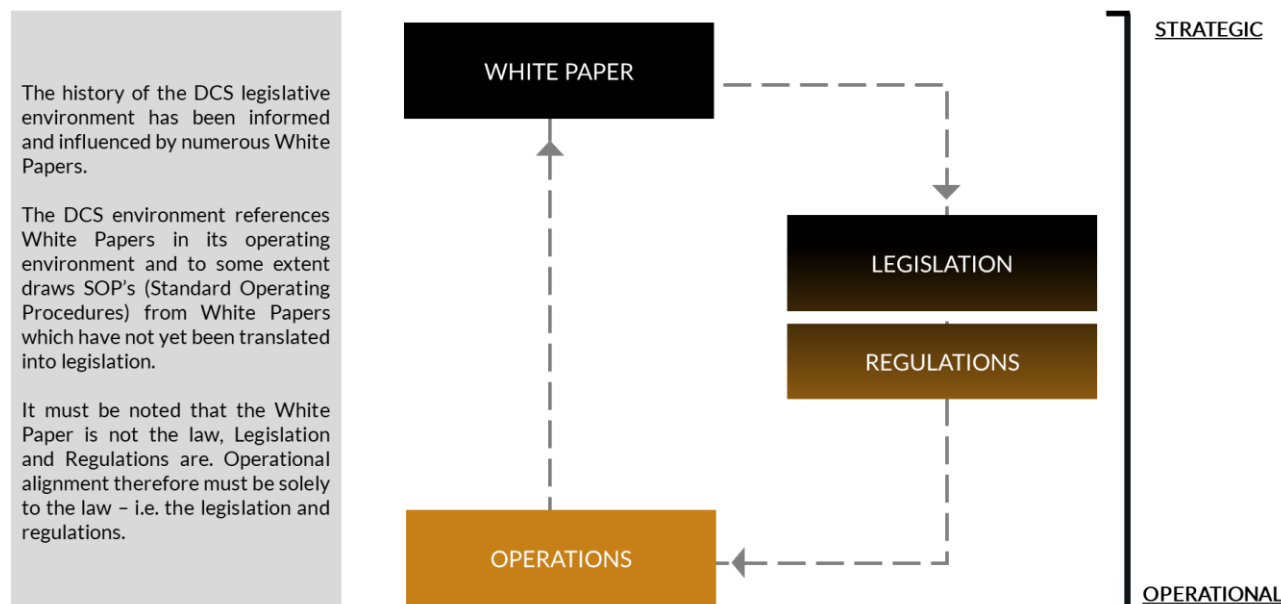 The history of the DCS legislative
environment has been informed
and influenced by numerous White
Papers.
The DCS environment references
White Papers in its operating
environment and to some extent
draws SOP's (Standard Operating
Procedures) from White Papers
which have not yet been translated
into legislation.
It must be noted that the White
Paper is not the law, Legislation
and Regulations are. Operational
alignment therefore must be solely
to the law – i.e. the legislation and
regulations.
WHITE PAPER
LEGISLATION
REGULATIONS
OPERATIONS
STRATEGIC
OPERATIONAL